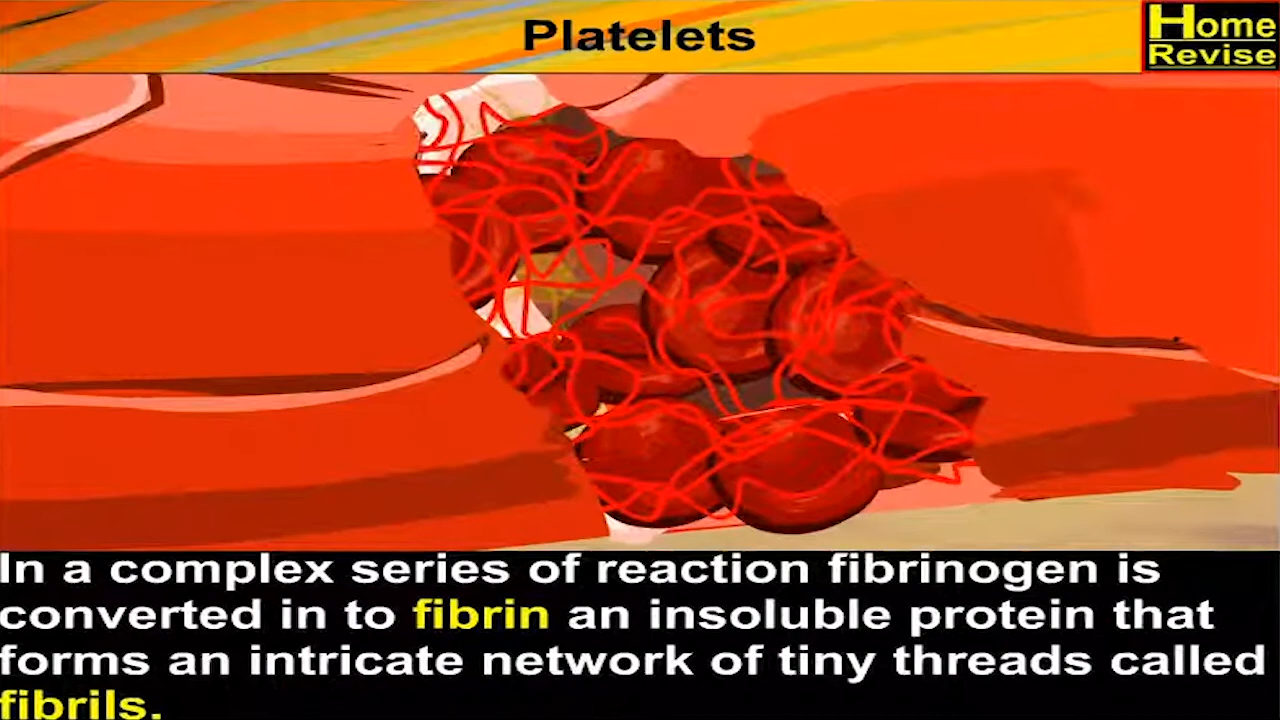 Platelets
Home
Revise
In a complex series of reaction fibrinogen is
converted in to fibrin an insoluble protein that
forms an intricate network of tiny threads called
fibrils.